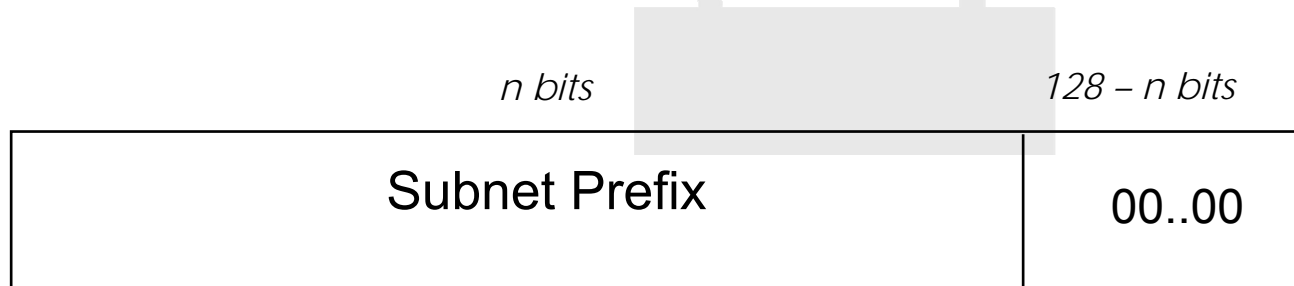 n bits 128 – n bits
Subnet Prefix 00..00